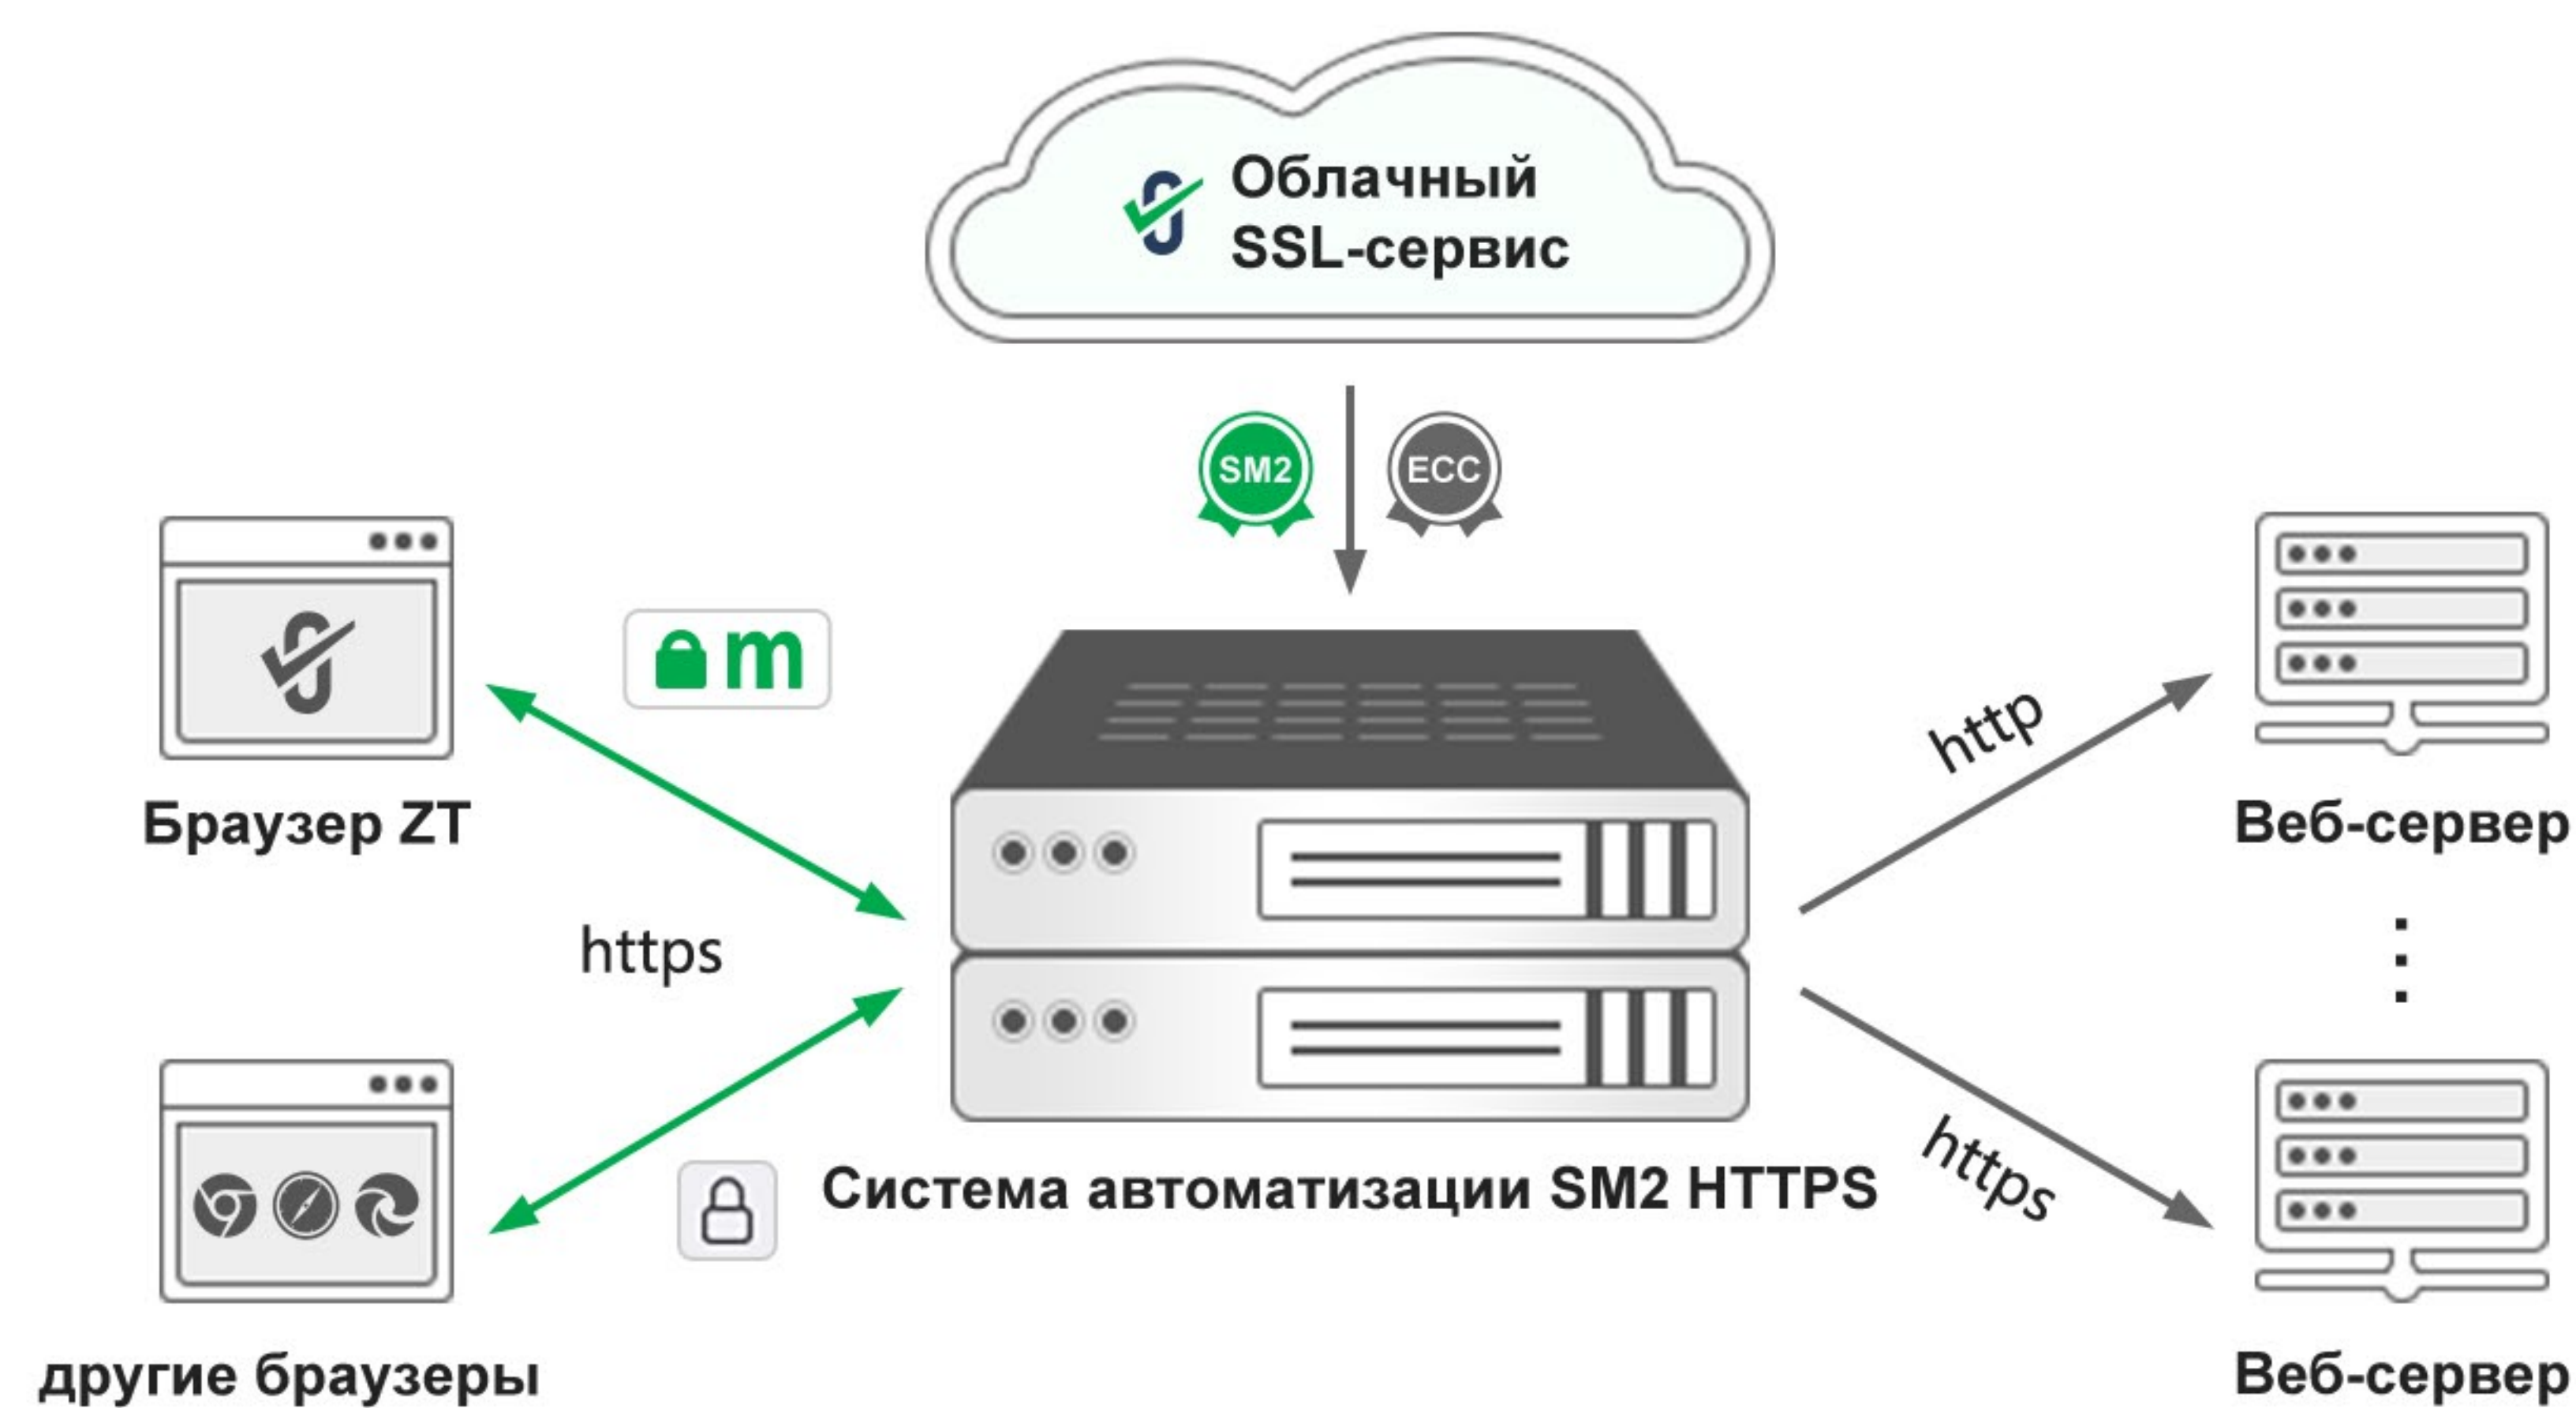 Облачный
SSL-сервис
SM2
ECC
m
Браузер ZT
https
другие браузеры
Система автоматизации SM2 HTTPS
http
Веб-сервер
https
Веб-сервер